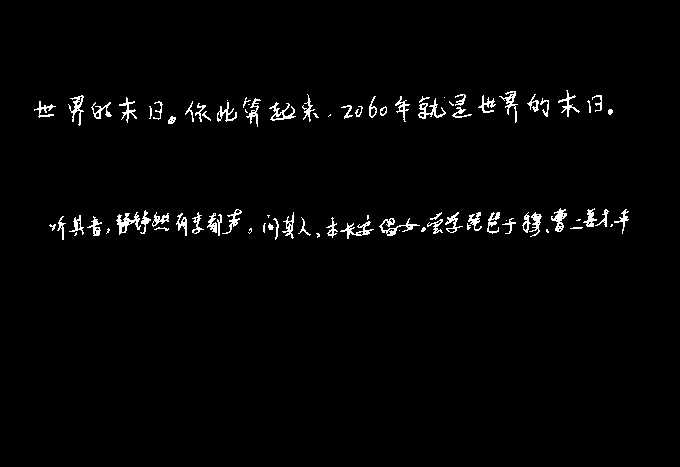 世界的末日。依此算起来，2060年就是世界的末日。
听其音，铮铮然有京都声，问其人、本长安倡女。尝学琵琶于穆、曹二善才，年